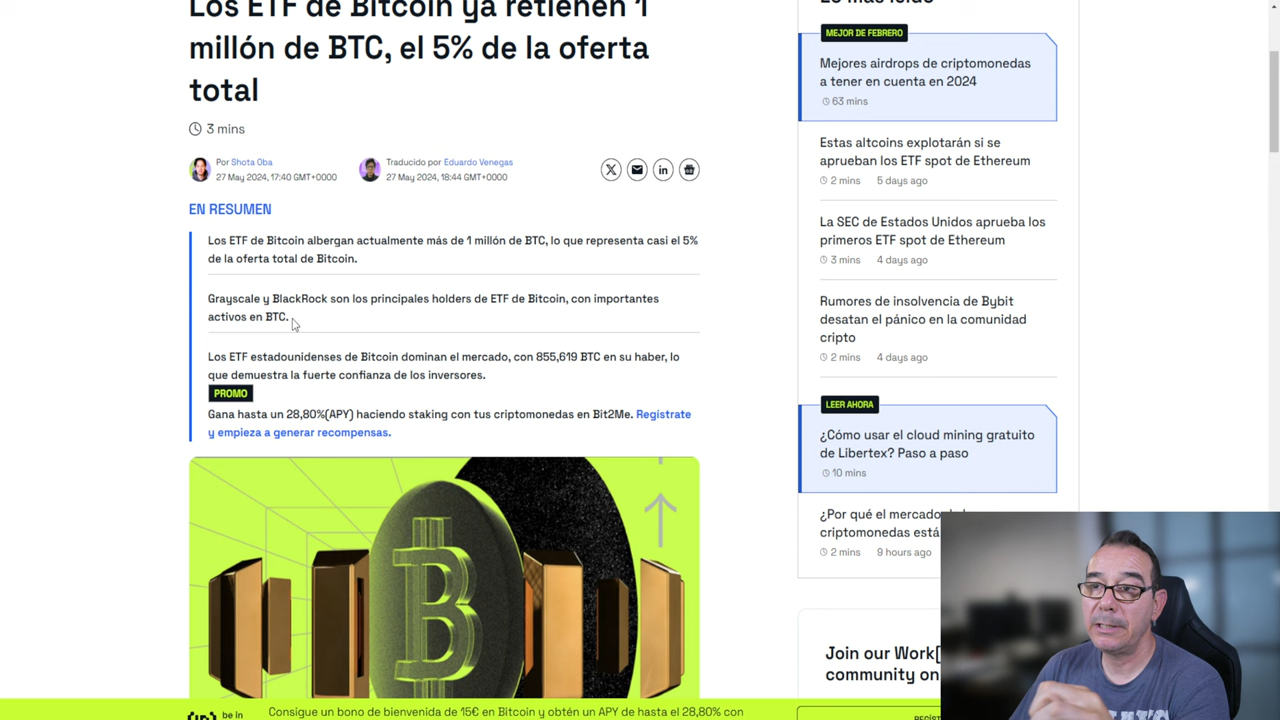 Los ETF de Bitcoin ya retienen 1
millón de BTC, el 5% de la oferta
total
3 mins
Por Shota Oba
27 May 2024, 17:40 GMT+0000
Traducido por Eduardo Venegas
27 May 2024, 18:44 GMT+0000
EN RESUMEN
Los ETF de Bitcoin albergan actualmente más de 1 millón de BTC, lo que representa casi el 5%
de la oferta total de Bitcoin.
Grayscale y BlackRock son los principales holders de ETF de Bitcoin, con importantes
activos en BTC.
Los ETF estadounidenses de Bitcoin dominan el mercado, con 855,619 BTC en su haber, lo
que demuestra la fuerte confianza de los inversores.
PROMO
Gana hasta un 28,80%(APY) haciendo staking con tus criptomonedas en Bit2Me. Regístrate
y empieza a generar recompensas.
MEJOR DE FEBRERO
Mejores airdrops de criptomonedas
a tener en cuenta en 2024
63 mins
Estas altcoins explotarán si se
aprueban los ETF spot de Ethereum
2 mins 5 days ago
La SEC de Estados Unidos aprueba los
primeros ETF spot de Ethereum
3 mins 4 days ago
Rumores de insolvencia de Bybit
desatan el pánico en la comunidad
cripto
2 mins 4 days ago
LEER AHORA
¿Cómo usar el cloud mining gratuito
de Libertex? Paso a paso
10 mins
¿Por qué el mercado
criptomonedas está
2 mins 9 hours ago
Join our Work[
community on
be in
Consigue un bono de bienvenida de 15€ en Bitcoin y obtén un APY de hasta el 28,80% con